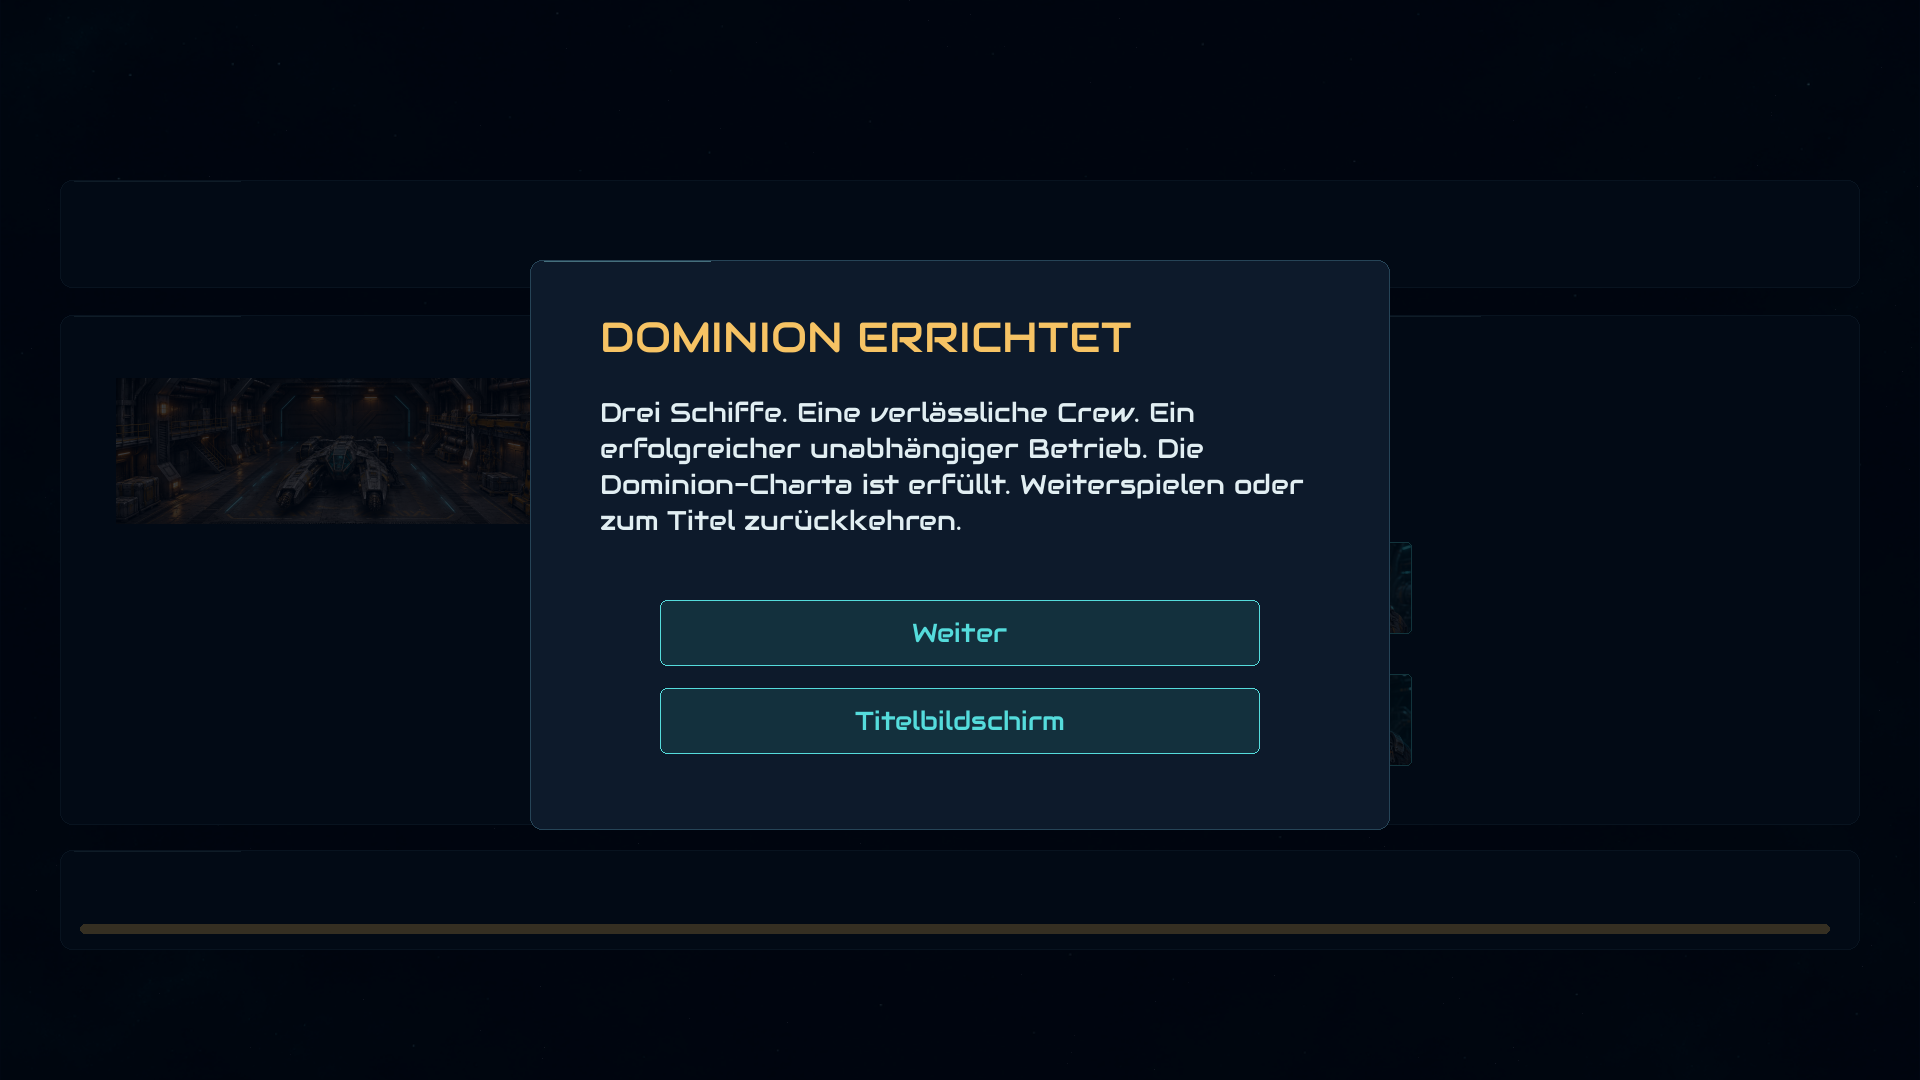 DOMINION ERRICHTET
Drei Schiffe. Eine verlässliche Crew. Ein
erfolgreicher unabhängiger Betrieb. Die
Dominion-Charta ist erfüllt. Weiterspielen oder
zum Titel zurückkehren.
Weiter
Titelbildschirm